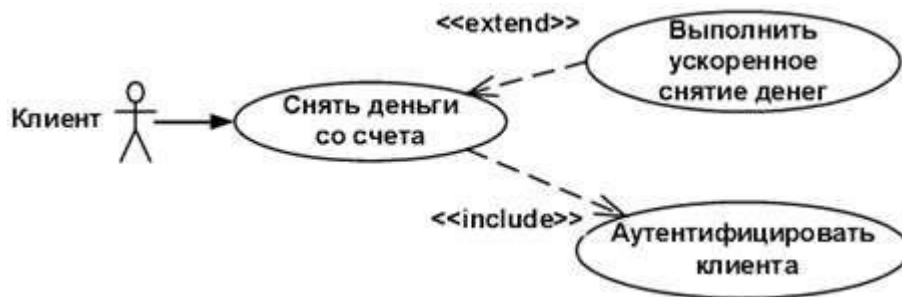 <<extend>>
Выполнить
ускоренное
снятие денег
Клиент
Снять деньги
со счета
<<include>>
Аутентифицировать
клиента